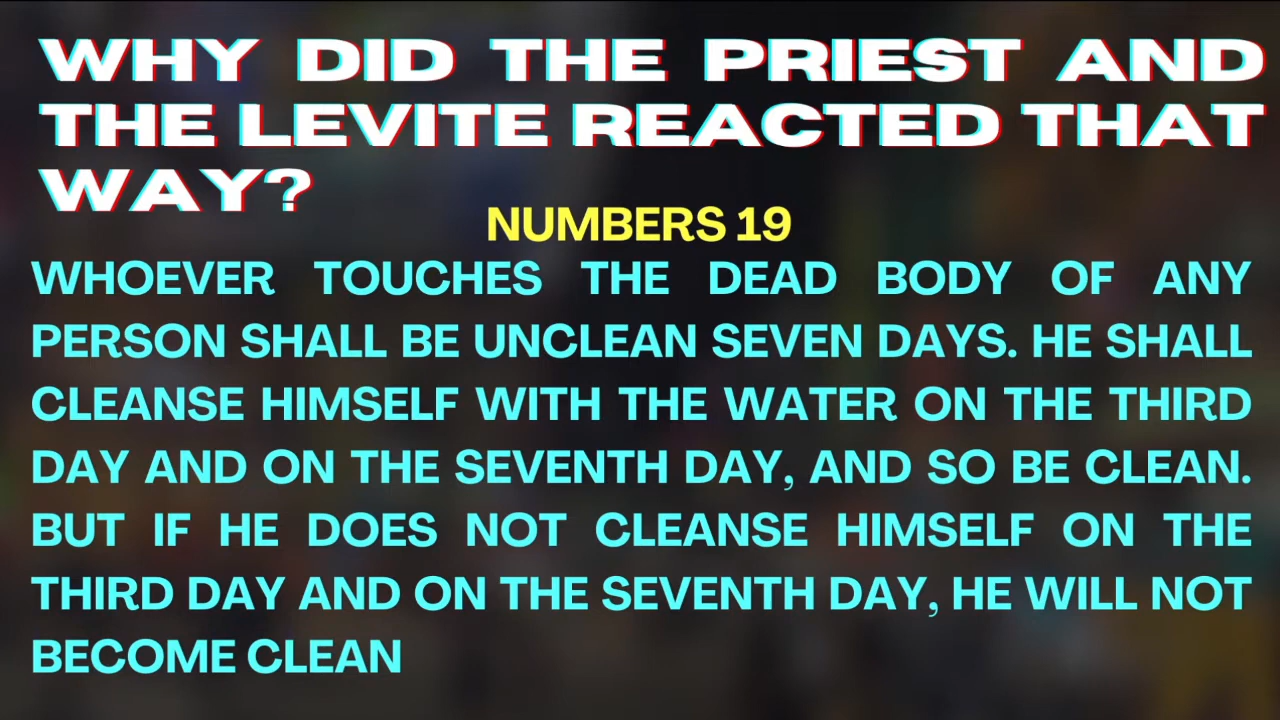 WHY DID THE PRIEST AND
THE LEVITE REACTED THAT
WAY?
NUMBERS 19
WHOEVER TOUCHES THE DEAD BODY OF ANY
PERSON SHALL BE UNCLEAN SEVEN DAYS. HE SHALL
CLEANSE HIMSELF WITH THE WATER ON THE THIRD
DAY AND ON THE SEVENTH DAY, AND SO BE CLEAN.
BUT IF HE DOES NOT CLEANSE HIMSELF ON THE
THIRD DAY AND ON THE SEVENTH DAY, HE WILL NOT
BECOME CLEAN